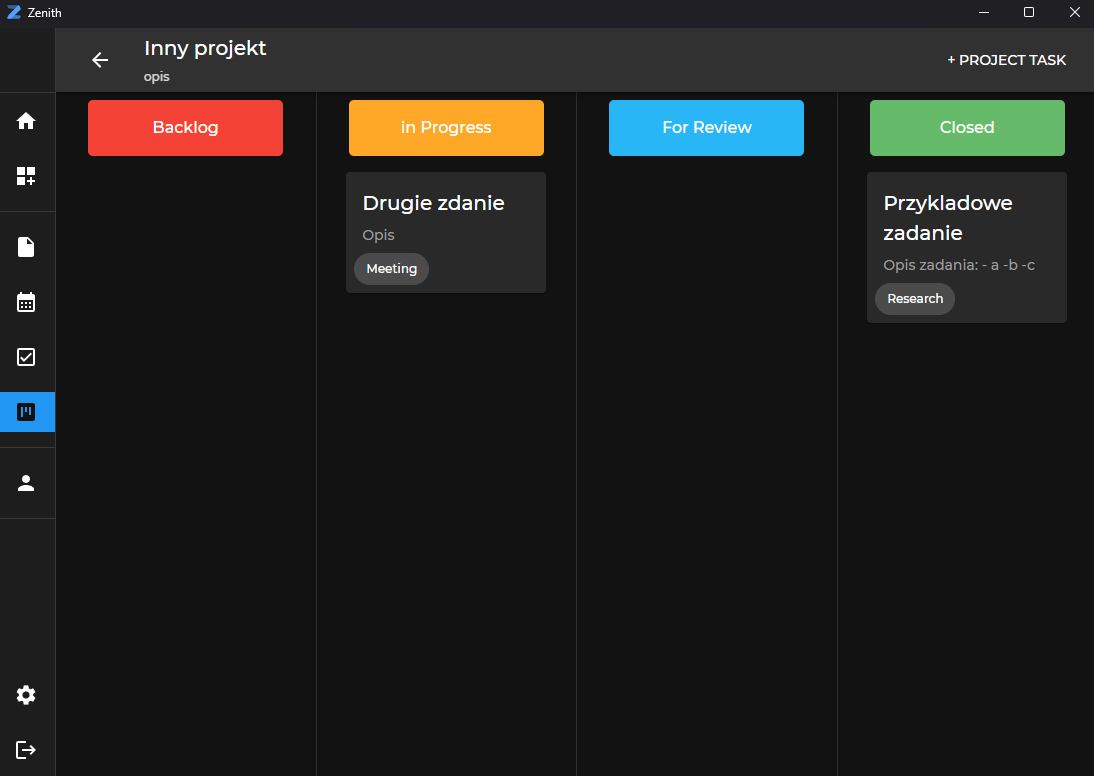 Zenith
Inny projekt
opis
+ PROJECT TASK
Backlog
in Progress
Drugie zdanie
Opis
Meeting
For Review
Closed
Przykladowe
zadanie
Opis zadania: - a -b -c
Research